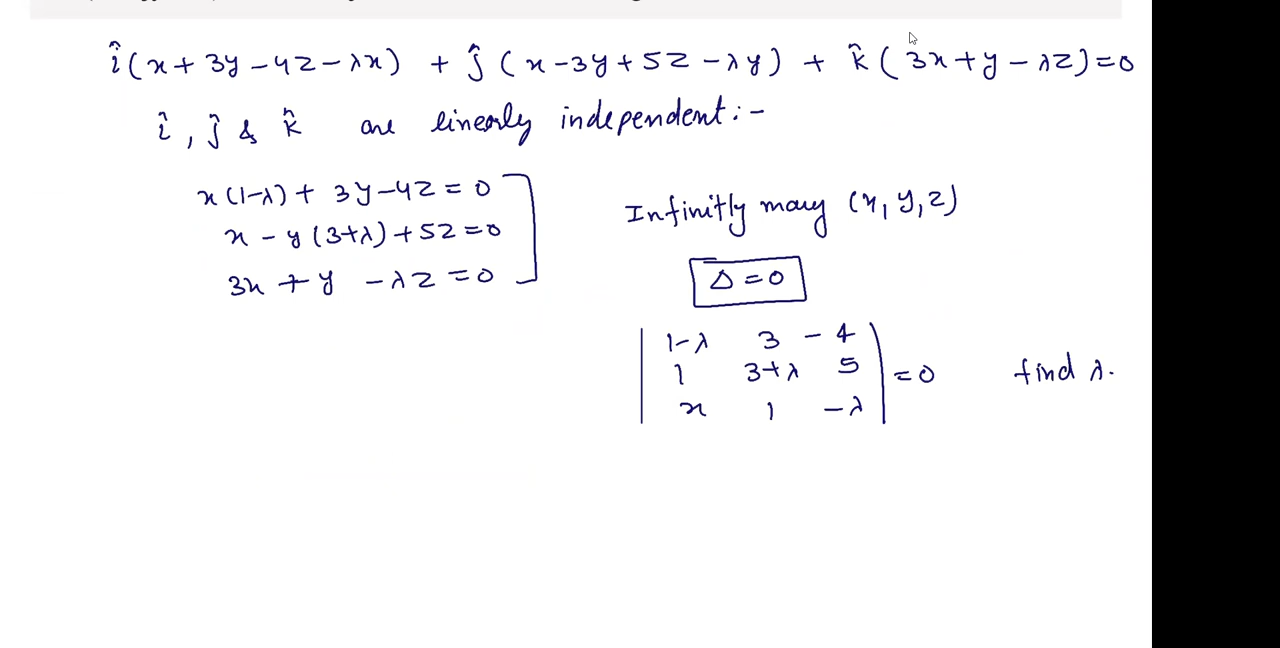 î(x + 3y - 4z - λx) + ĵ(x - 3y + 5z - λy) + k̂(3x + y - λz) = 0
î, ĵ & k̂ are linearly independent :-
x(1-λ) + 3y - 4z = 0
x - y(3+λ) + 5z = 0
3x + y - λz = 0
Infinitly many (x, y, z)
Δ = 0
| 1-λ 3 -4 |
| 1 3+λ 5 | = 0 find λ.
| x 1 -λ |